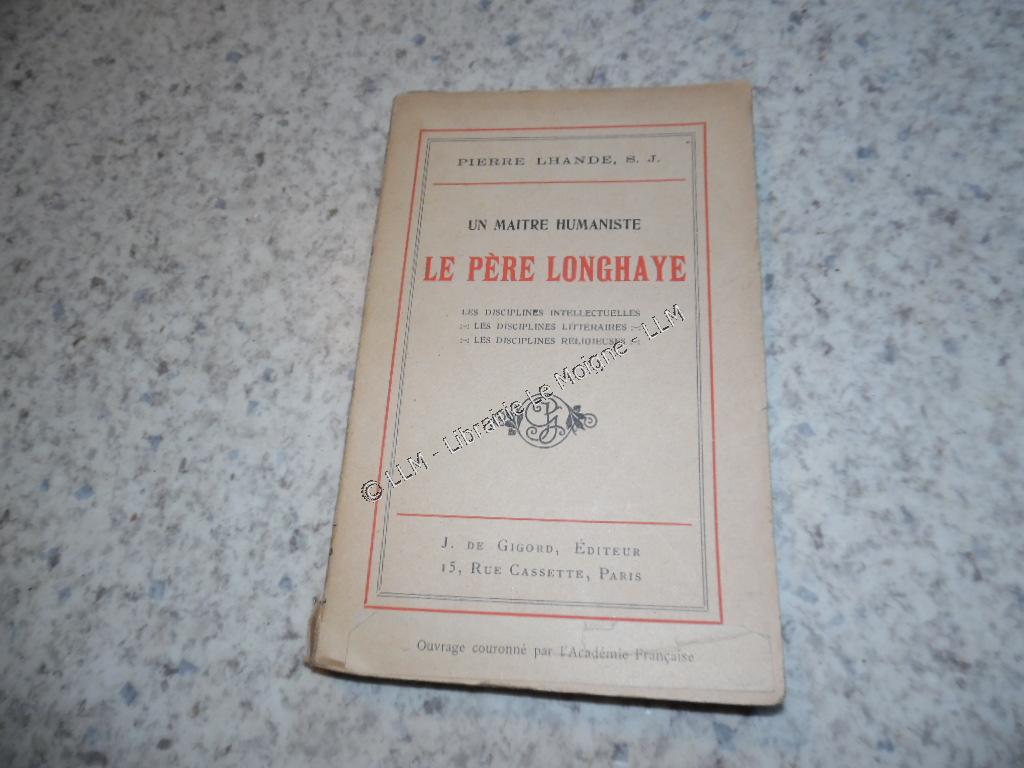 PIERRE LHANDE, S. J.
UN MAITRE HUMANISTE
LE PÈRE LONGHAYE
LES DISCIPLINES INTELLECTUELLES
LES DISCIPLINES LITTÉRAIRES
LES DISCIPLINES RELIGIEUSES
© LLM - Librairie Le Moigne - LLM
J. DE GIGORD, ÉDITEUR
15, RUE CASSETTE, PARIS
Ouvrage couronné par l'Académie Française